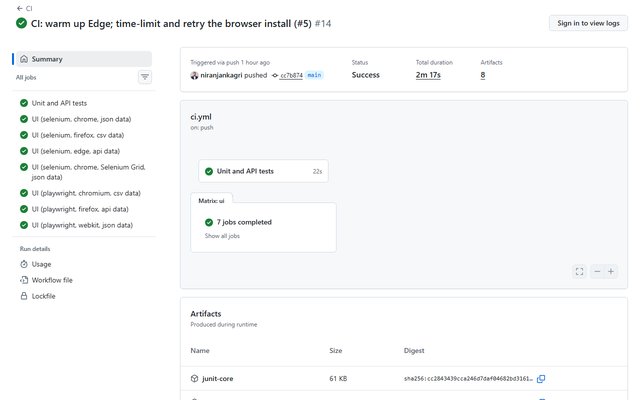 CI
CI: warm up Edge; time-limit and retry the browser install (#5) #14
Sign in to view logs
Summary
All jobs
Unit and API tests
UI (selenium, chrome, json data)
UI (selenium, firefox, csv data)
UI (selenium, edge, api data)
UI (selenium, chrome, Selenium Grid,
json data)
UI (playwright, chromium, csv data)
UI (playwright, firefox, api data)
UI (playwright, webkit, json data)
Run details
Usage
Workflow file
Lockfile
Triggered via push 1 hour ago
niranjankagri pushed cc7b874 main
Status
Success
Total duration
2m 17s
Artifacts
8
ci.yml
on: push
Unit and API tests 22s
Matrix: ui
7 jobs completed
Show all jobs
Artifacts
Produced during runtime
Name Size Digest
junit-core 61 KB sha256:cc2843439cca246d7daf04682bd3161…